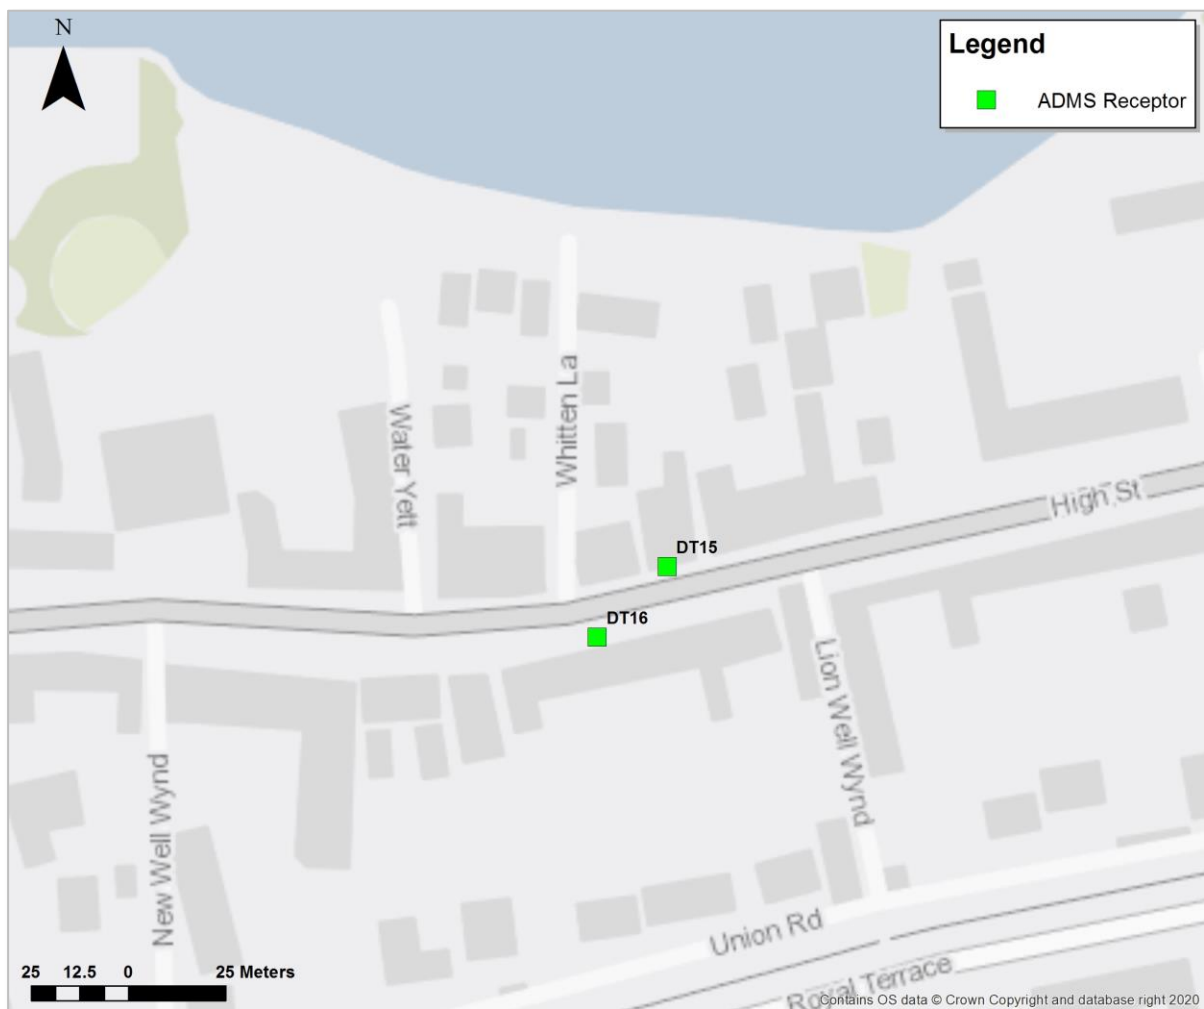 N
Legend
ADMS Receptor
Water Yett
Whitten La
High St
DT15
DT16
Lion Well Wynd
New Well Wynd
Union Rd
Royal Terrace
25 12.5 0 25 Meters
Contains OS data © Crown Copyright and database right 2020